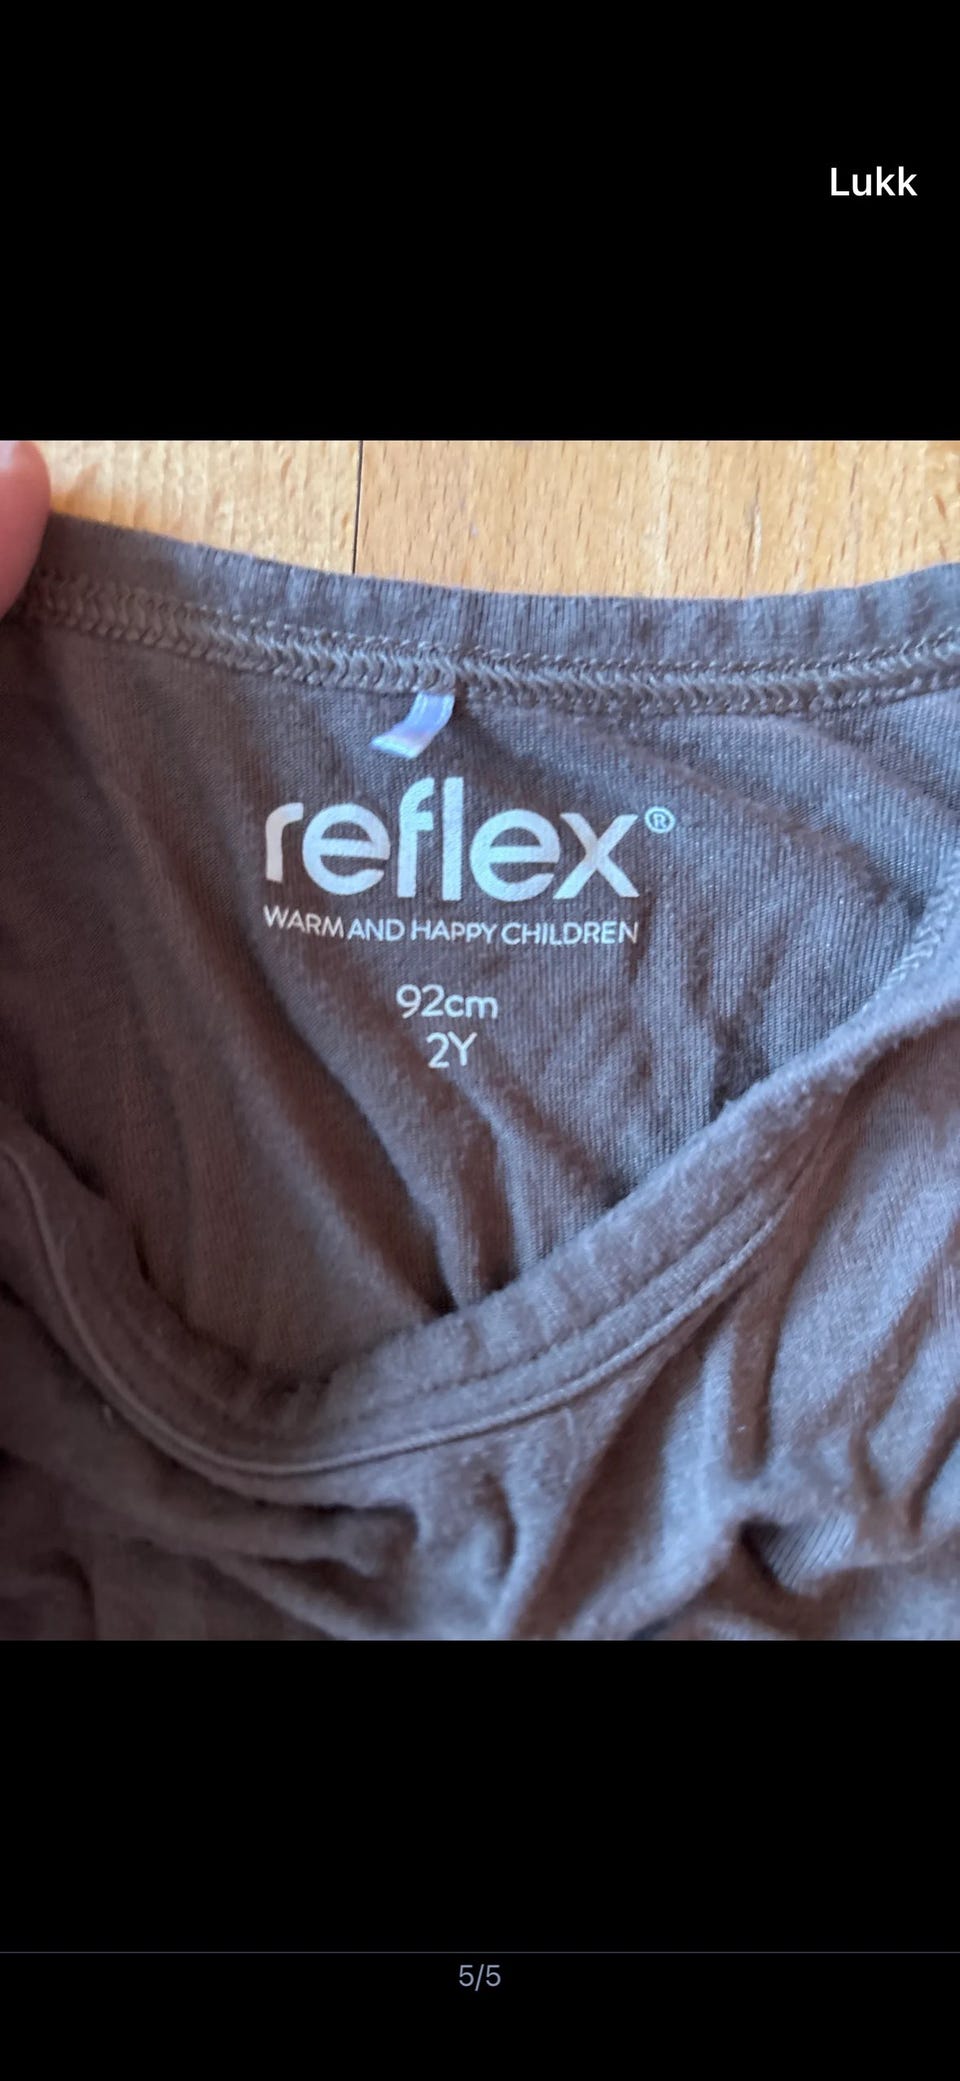 Lukk
reflex®
WARM AND HAPPY CHILDREN
92cm
2Y
5/5